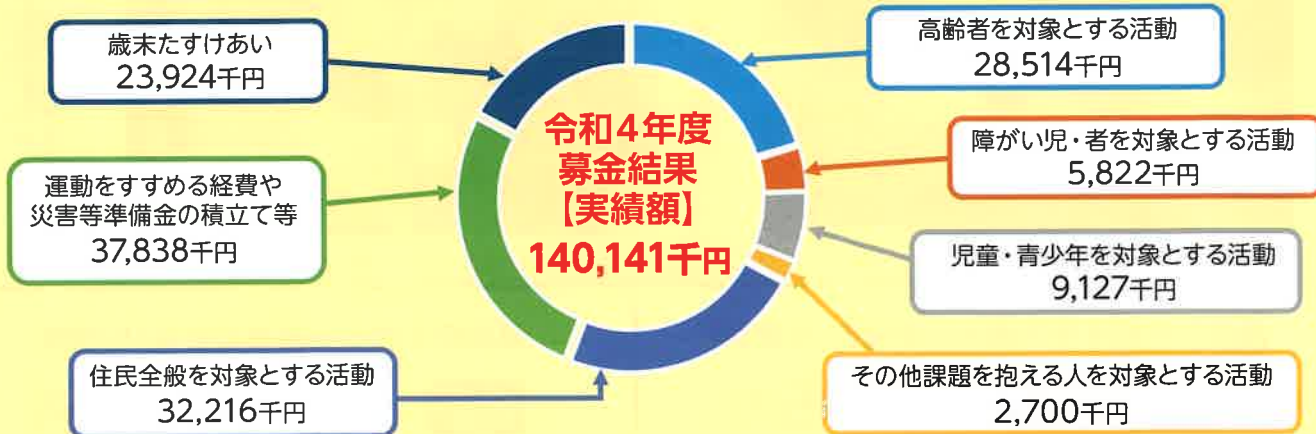 歳末たすけあい
23,924千円
運動をすすめる経費や
災害等準備金の積立て等
37,838千円
住民全般を対象とする活動
32,216千円
令和4年度
募金結果
【実績額】
140,141千円
高齢者を対象とする活動
28,514千円
障がい児・者を対象とする活動
5,822千円
児童・青少年を対象とする活動
9,127千円
その他課題を抱える人を対象とする活動
2,700千円